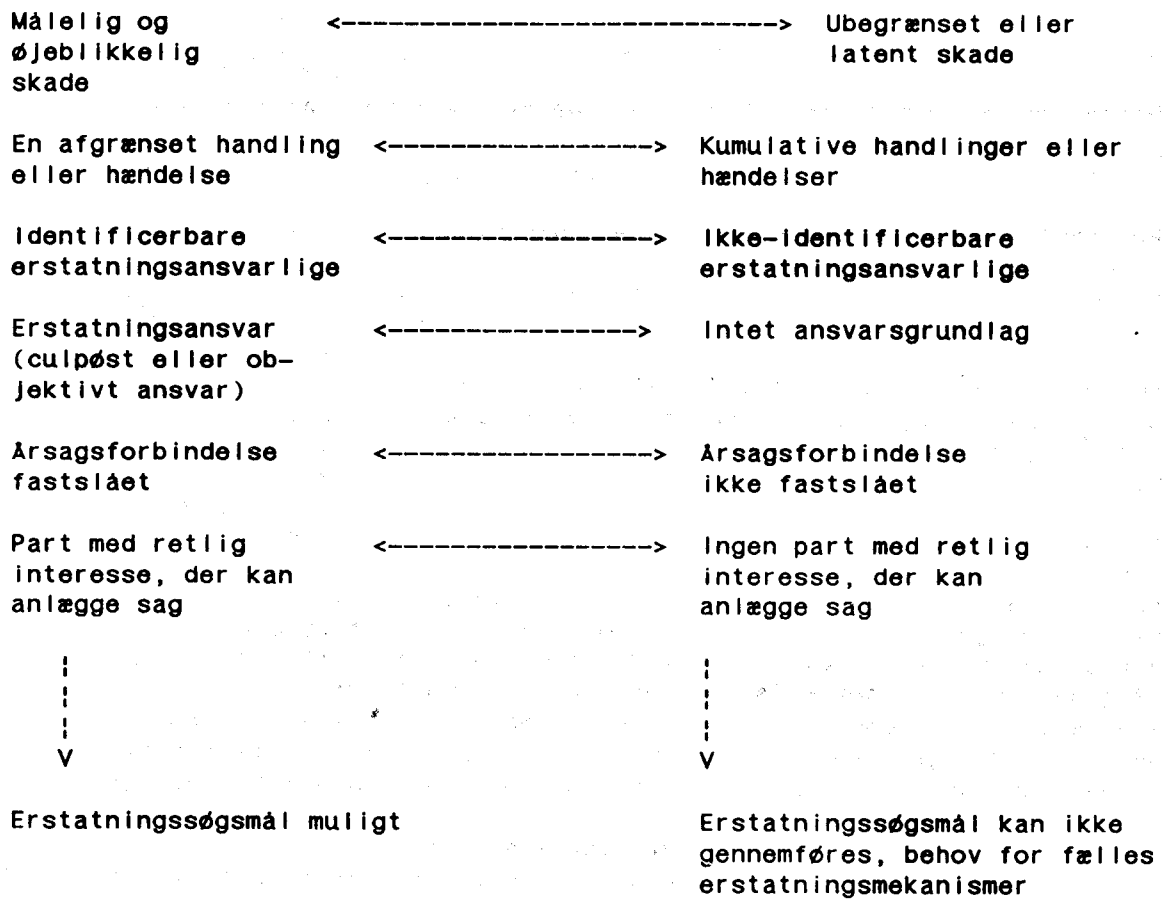 Målelig og <----------------------------> Ubegrænset eller
øjeblikkelig latent skade
skade
En afgrænset handling <-----------------> Kumulative handlinger eller
eller hændelse hændelser
Identificerbare <-----------------> Ikke-identificerbare
erstatningsansvarlige erstatningsansvarlige
Erstatningsansvar <----------------> Intet ansvarsgrundlag
(culpøst eller ob-
jektivt ansvar)
Årsagsforbindelse <-----------------> Årsagsforbindelse
fastslået ikke fastslået
Part med retlig <-----------------> Ingen part med retlig
interesse, der kan interesse, der kan
anlægge sag anlægge sag
Erstatningssøgsmål muligt Erstatningssøgsmål kan ikke
gennemføres, behov for fælles
erstatningsmekanismer